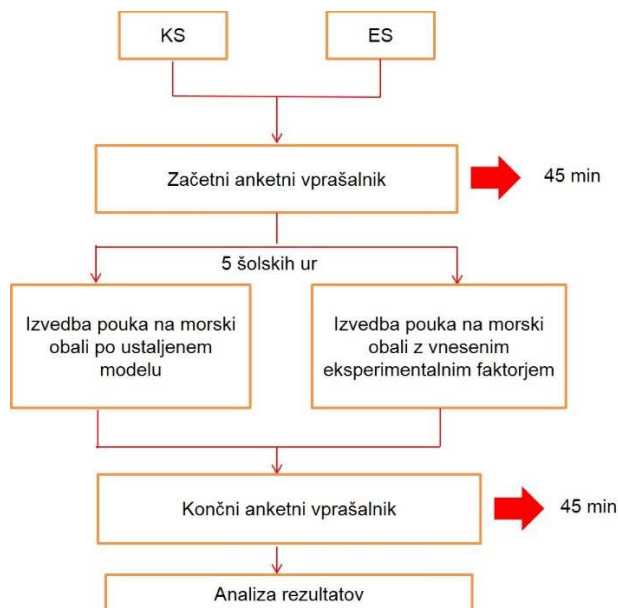 KS
ES
Začetni anketni vprašalnik
45 min
5 šolskih ur
Izvedba pouka na morski
obali po ustaljenem
modelu
Izvedba pouka na morski
obali z vnesenim
eksperimentalnim faktorjem
Končni anketni vprašalnik
45 min
Analiza rezultatov